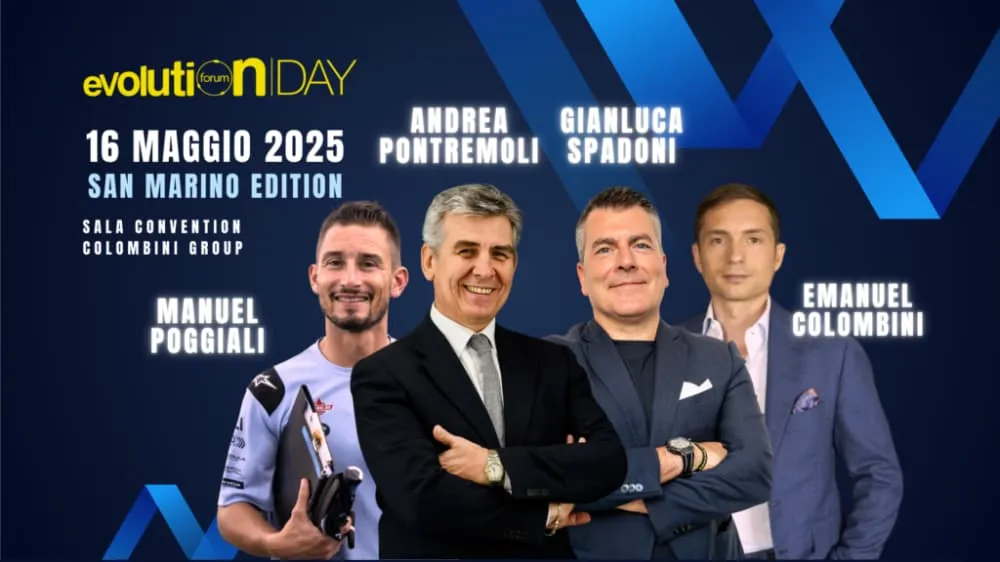 evolution forum DAY
16 MAGGIO 2025
SAN MARINO EDITION
SALA CONVENTION
COLOMBINI GROUP
ANDREA
PONTREMOLI
GIANLUCA
SPADONI
MANUEL
POGGIALI
EMANUEL
COLOMBINI